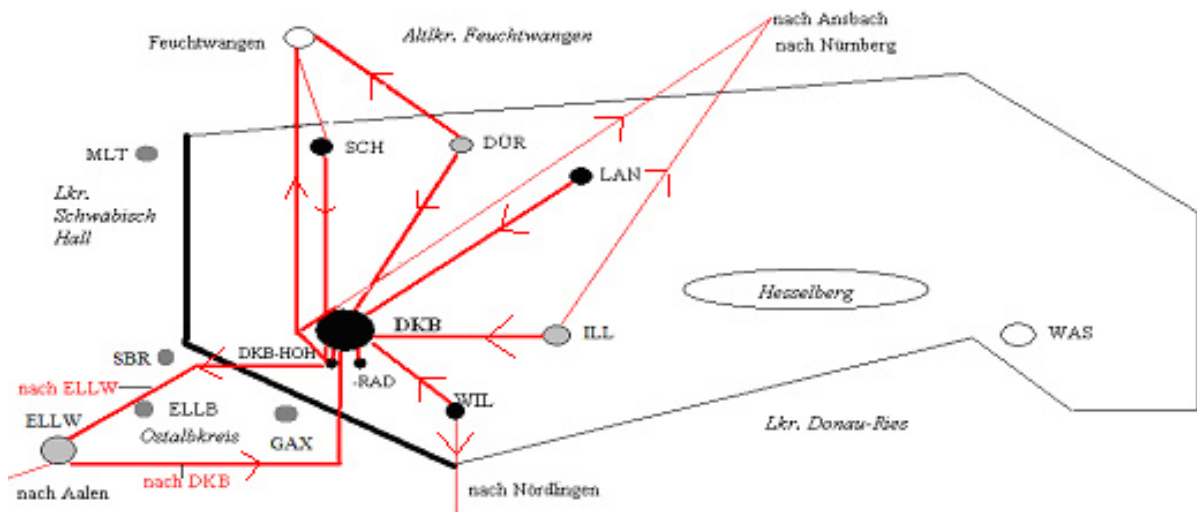 nach Ansbach
Feuchtwangen
Altlkr. Feuchtwangen
nach Nürnberg
MLT
SCH
DÜR
LAN
Lkr.
Schwäbisch
Hall
Hesselberg
DKB
ILL
WAS
SBR
DKB-HOH
-RAD
nach ELLW
WIL
ELLW
ELLB
Ostalbkreis
GAX
Lkr. Donau-Ries
nach DKB
nach Aalen
nach Nördlingen